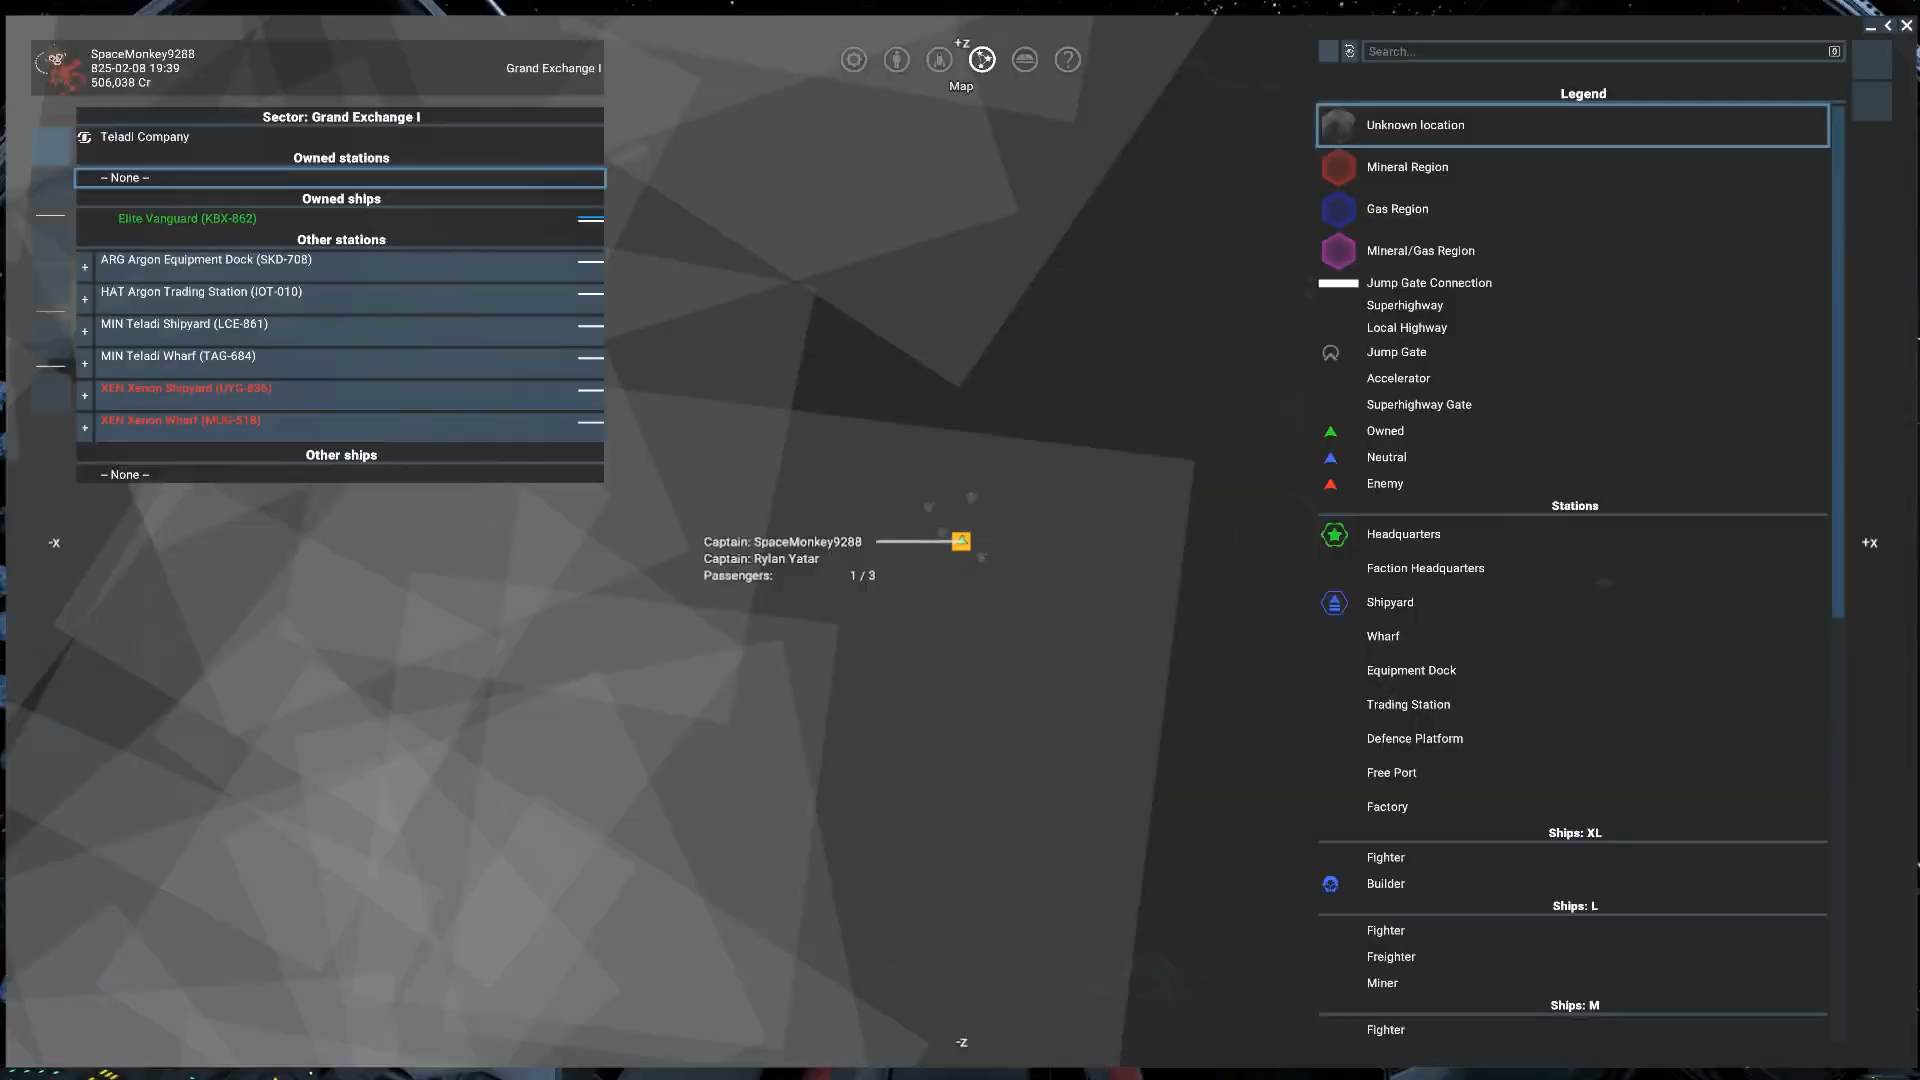 SpaceMonkey9288
825-02-08 19:39
506,038 Cr
Grand Exchange I
Sector: Grand Exchange I
Teladi Company
Owned stations
-- None --
Owned ships
Elite Vanguard (KBX-862)
Other stations
+ ARG Argon Equipment Dock (SKD-708)
+ HAT Argon Trading Station (IOT-010)
+ MIN Teladi Shipyard (LCE-861)
+ MIN Teladi Wharf (TAG-684)
+ XEN Xenon Shipyard (UYG-836)
+ XEN Xenon Wharf (MUG-518)
Other ships
-- None --
+Z
?
Map
-X
Captain: SpaceMonkey9288
Captain: Rylan Yatar
Passengers: 1 / 3
+X
-Z
Search...
Legend
Unknown location
Mineral Region
Gas Region
Mineral/Gas Region
Jump Gate Connection
Superhighway
Local Highway
Jump Gate
Accelerator
Superhighway Gate
Owned
Neutral
Enemy
Stations
Headquarters
Faction Headquarters
Shipyard
Wharf
Equipment Dock
Trading Station
Defence Platform
Free Port
Factory
Ships: XL
Fighter
Builder
Ships: L
Fighter
Freighter
Miner
Ships: M
Fighter